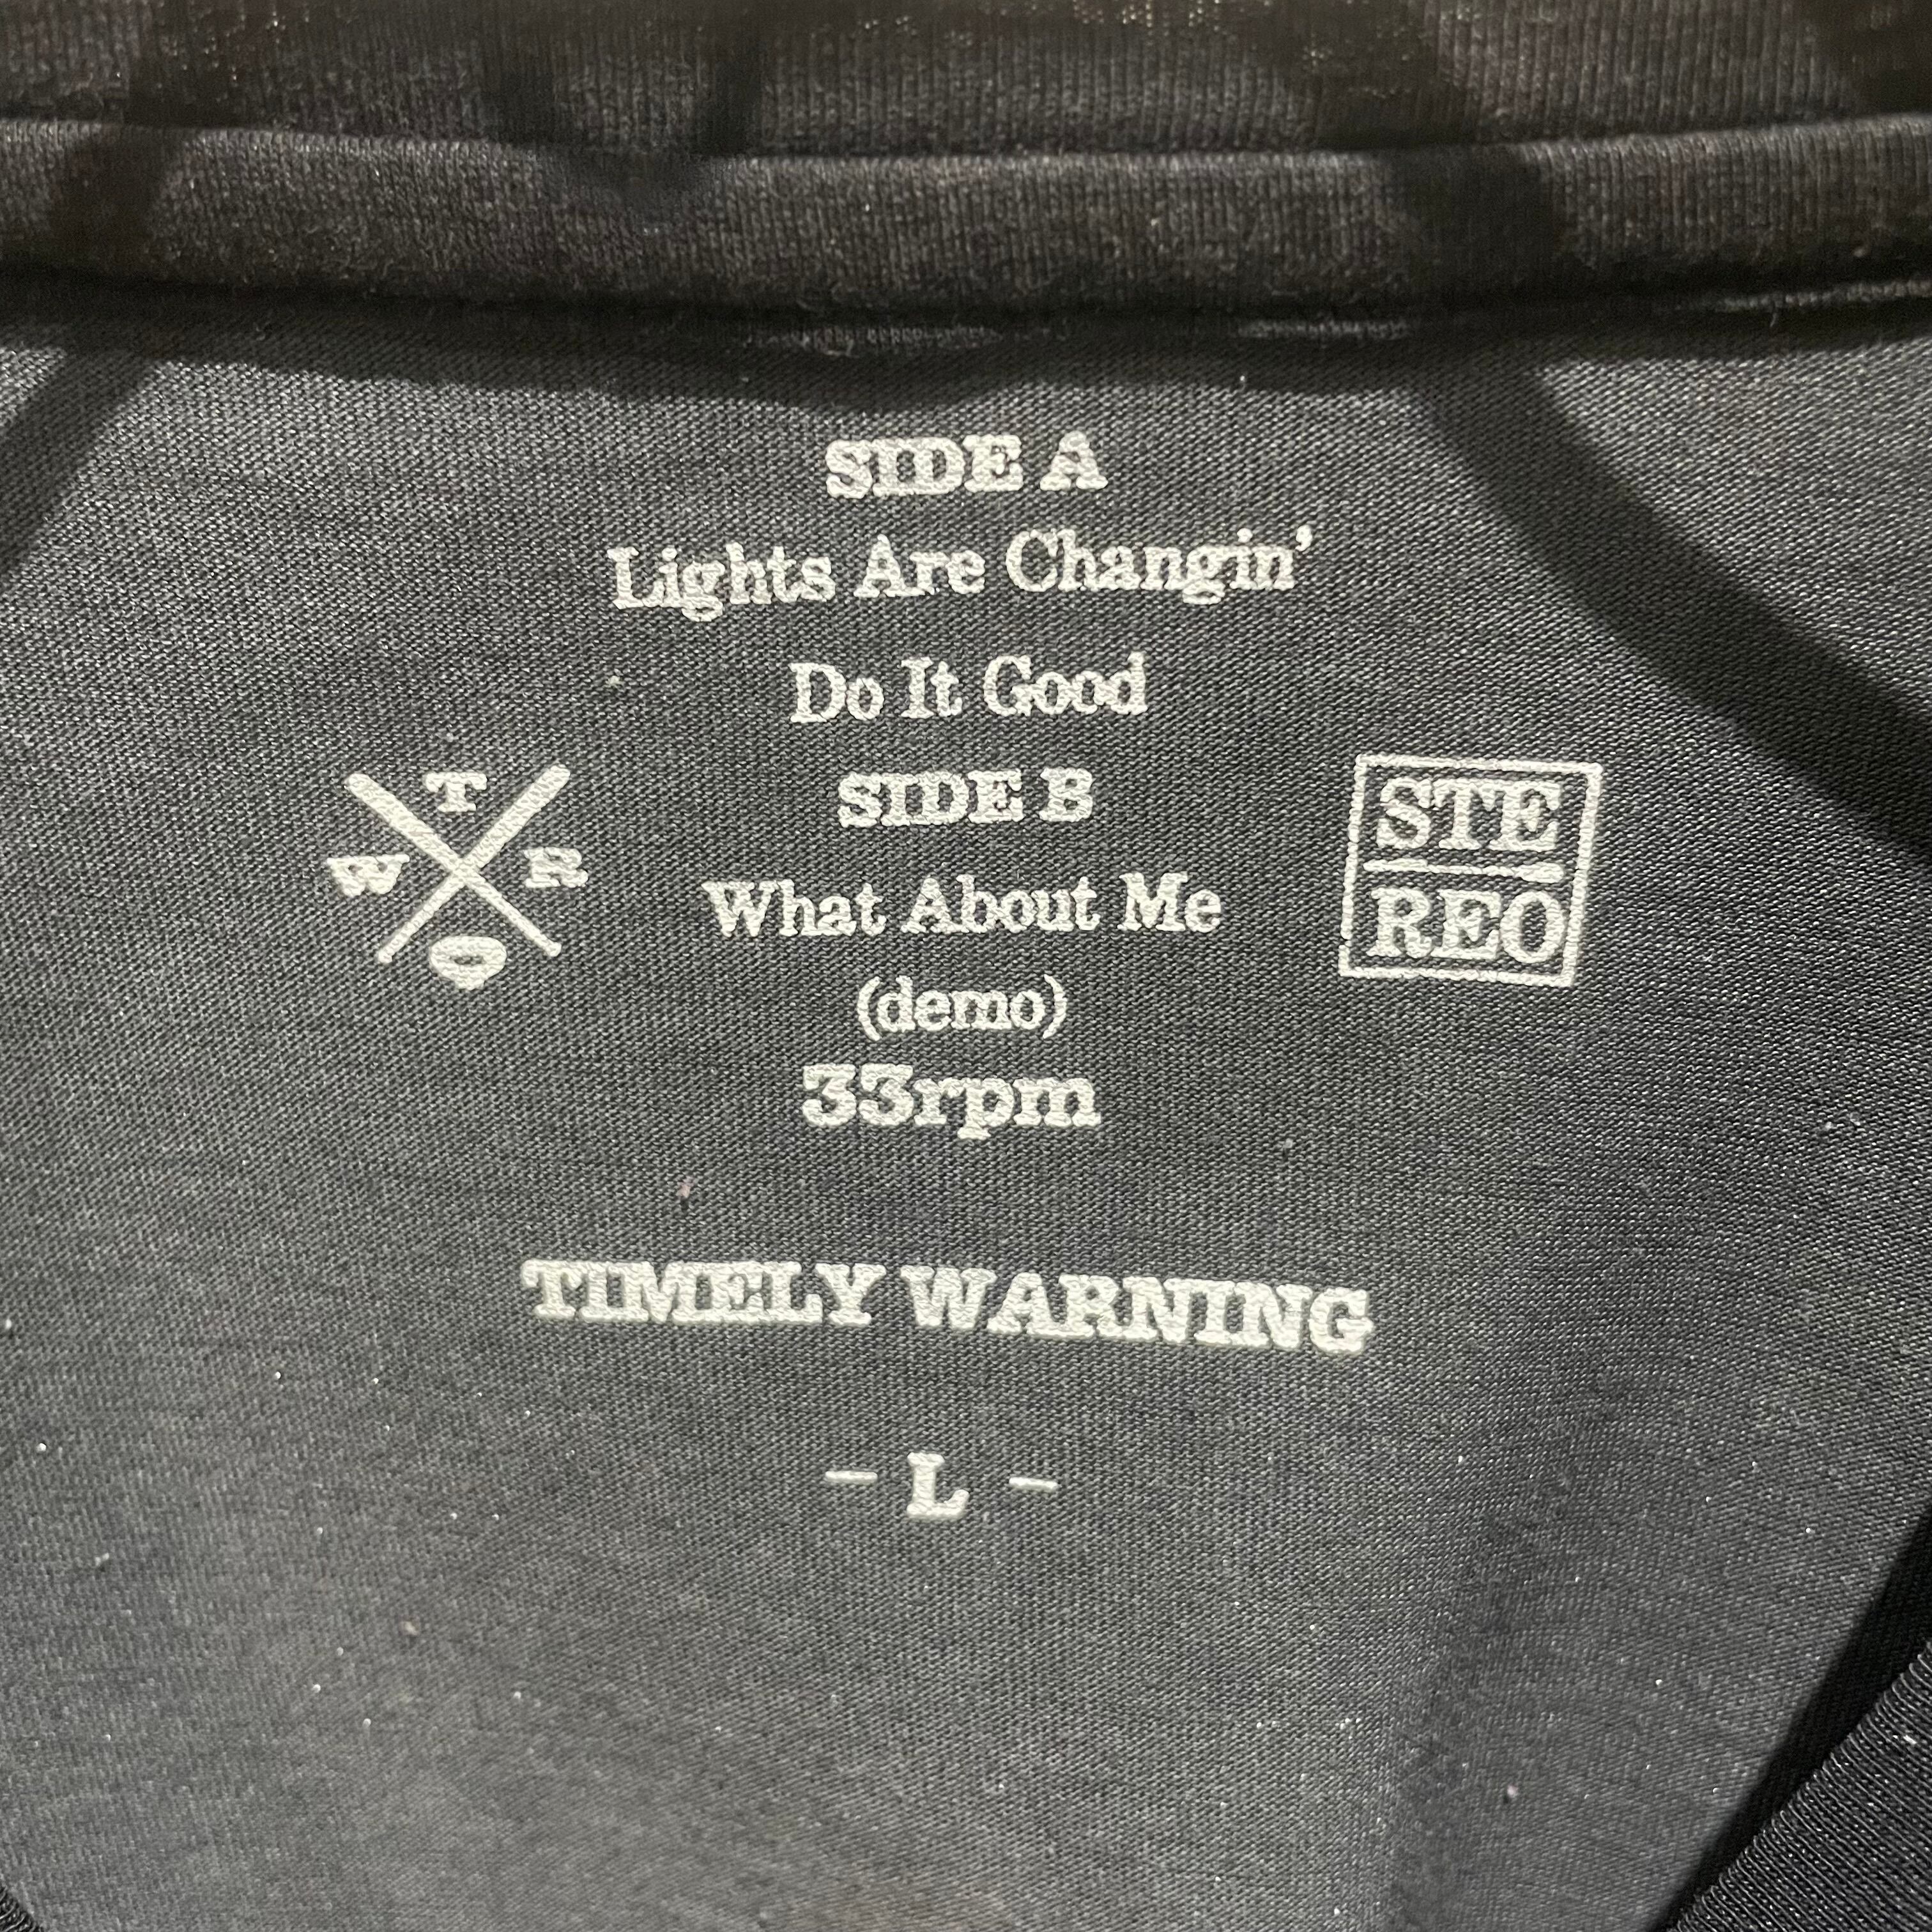 SIDE A
Lights Are Changin'
Do It Good
SIDE B
T
W R
What About Me
(demo)
33rpm
STE
REO
TIMELY WARNING
- L -